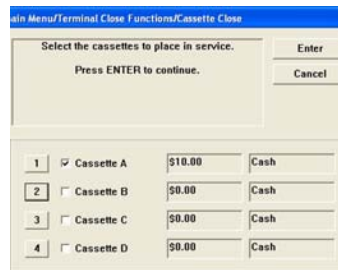 ain Menu/Terminal Close Functions/Cassette Close
Select the cassettes to place in service.
Press ENTER to continue.
Enter
Cancel
1 Cassette A $10.00 Cash
2 Cassette B $0.00 Cash
3 Cassette C $0.00 Cash
4 Cassette D $0.00 Cash